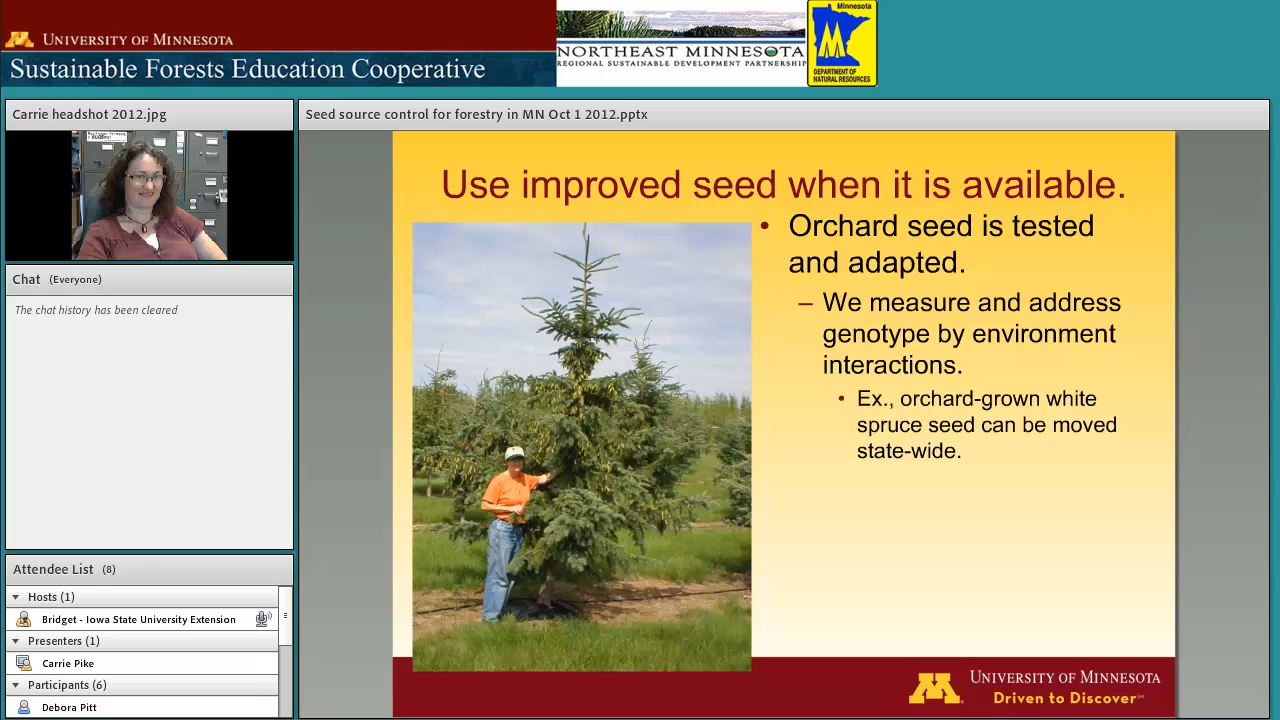 UNIVERSITY OF MINNESOTA
Sustainable Forests Education Cooperative
NORTHEAST MINNESOTA
REGIONAL SUSTAINABLE DEVELOPMENT PARTNERSHIP
Minnesota
DEPARTMENT OF
NATURAL RESOURCES
Carrie headshot 2012.jpg
Chat (Everyone)
The chat history has been cleared
Attendee List (8)
Hosts (1)
Bridget - Iowa State University Extension
Presenters (1)
Carrie Pike
Participants (6)
Debora Pitt
Seed source control for forestry in MN Oct 1 2012.pptx
Use improved seed when it is available.
• Orchard seed is tested
and adapted.
– We measure and address
genotype by environment
interactions.
• Ex., orchard-grown white
spruce seed can be moved
state-wide.
UNIVERSITY OF MINNESOTA
Driven to Discover